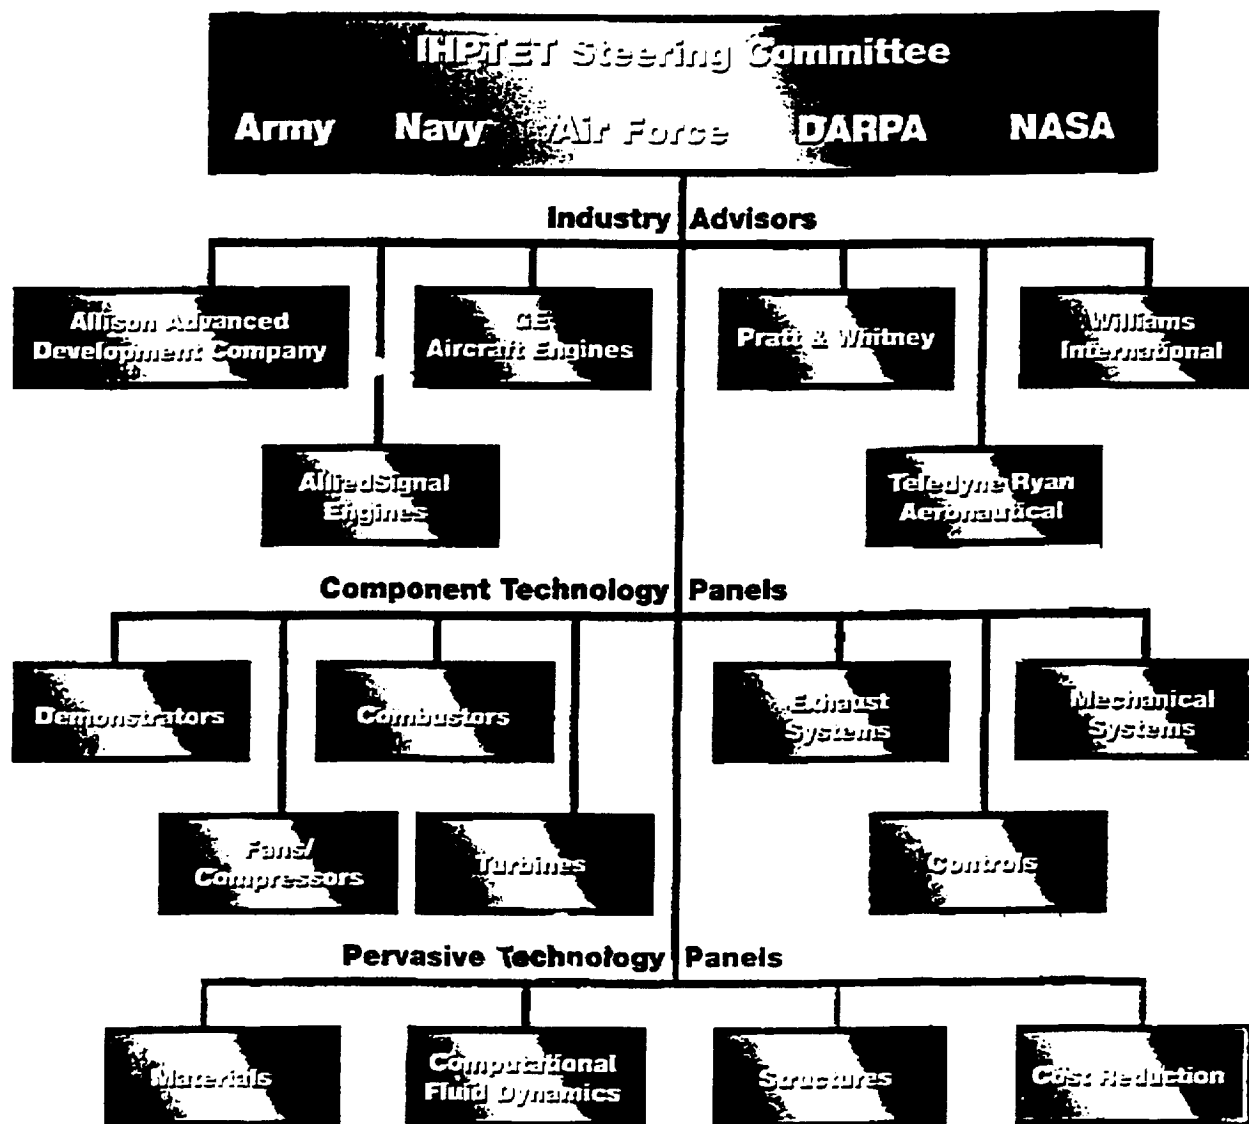 IHPTET Steering Committee
Army Navy Air Force DARPA NASA
Industry Advisors
Allison Advanced
Development Company
GE
Aircraft Engines
Pratt & Whitney
Williams
International
AlliedSignal
Engines
Teledyne Ryan
Aeronautical
Component Technology Panels
Demonstrators
Combustors
Exhaust
Systems
Mechanical
Systems
Fans/
Compressors
Turbines
Controls
Pervasive Technology Panels
Materials
Computational
Fluid Dynamics
Structures
Cost Reduction